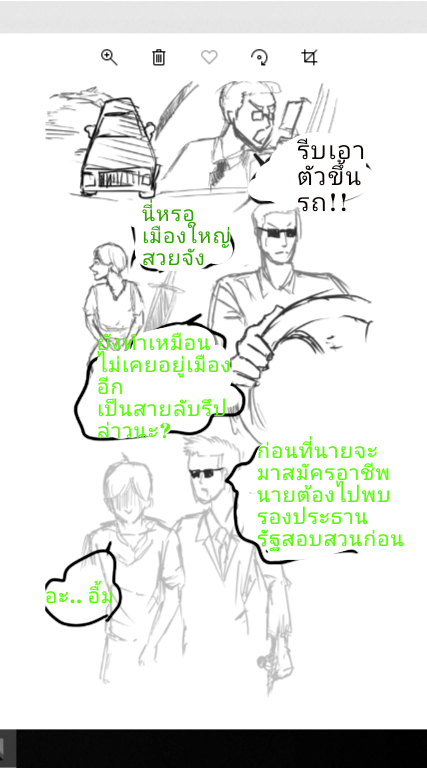 รีบเอา
ตัวขึ้น
รถ!!
นี่หรอ
เมืองใหญ่
สวยจัง
ยังทำเหมือน
ไม่เคยอยู่เมือง
อีก
เป็นสายลับรึป
ล่าวนะ?
ก่อนที่นายจะ
มาสมัครอาชีพ
นายต้องไปพบ
รองประธาน
รัฐสอบสวนก่อน
อะ.. อื้ม